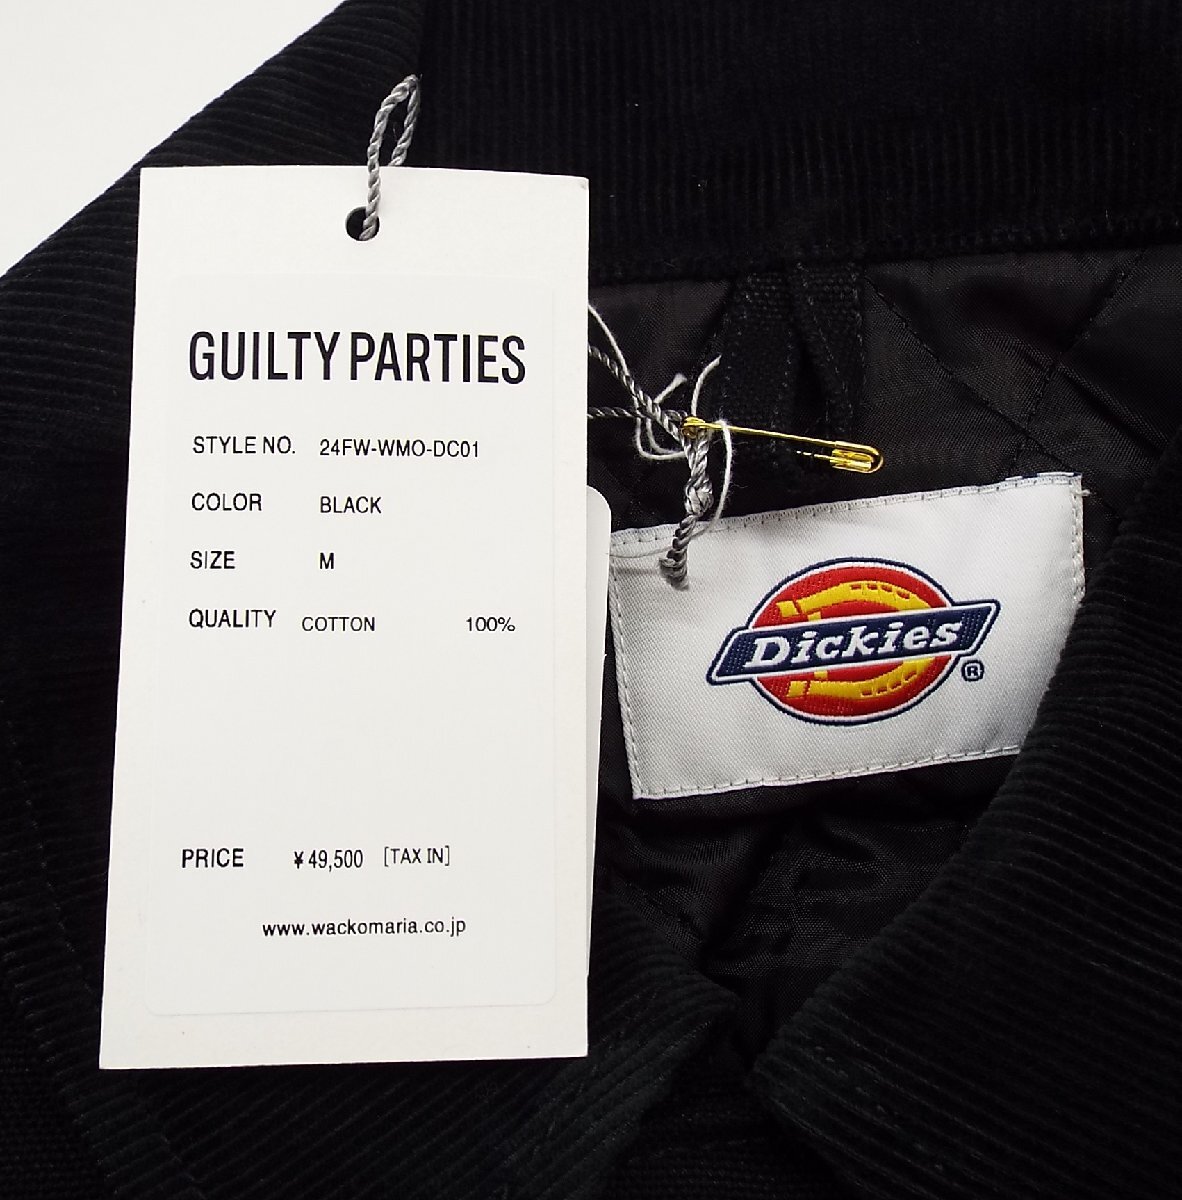 GUILTY PARTIES
STYLE NO. 24FW-WMO-DC01
COLOR BLACK
SIZE M
QUALITY COTTON 100%
PRICE ¥49,500 [TAX IN]
www.wackomaria.co.jp
Dickies®